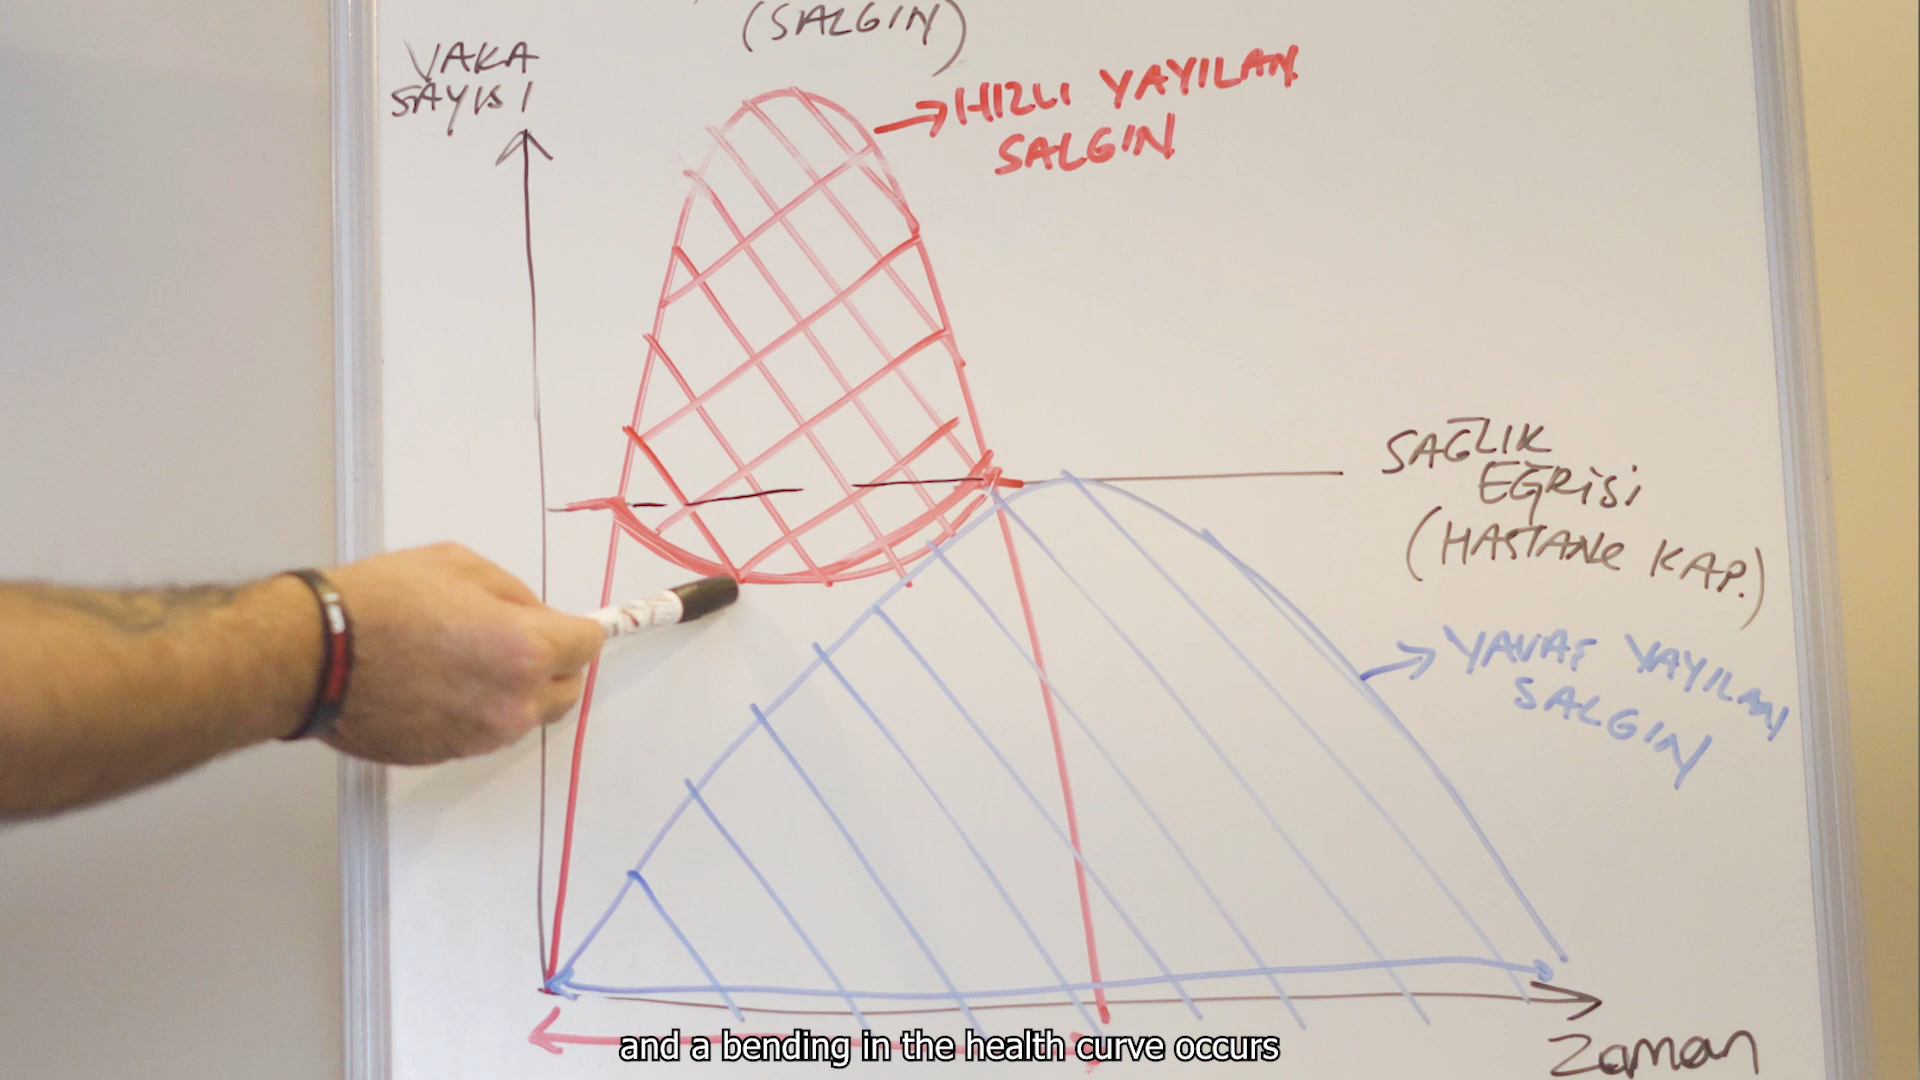 (SALGIN)
VAKA
SAYISI
HIZLI YAYILAN
SALGIN
SAĞLIK
EĞRİSİ
(HASTANE KAP.)
YAVAŞ YAYILAN
SALGIN
and a bending in the health curve occurs
Zaman